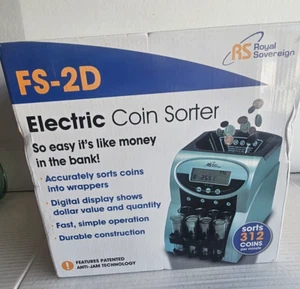 RS Royal
Sovereign
FS-2D
Electric Coin Sorter
So easy it's like money
in the bank!
Accurately sorts coins
into wrappers
Digital display shows
dollar value and quantity
Fast, simple operation
Durable construction
sorts
312
COINS
per minute
! FEATURES PATENTED
ANTI-JAM TECHNOLOGY